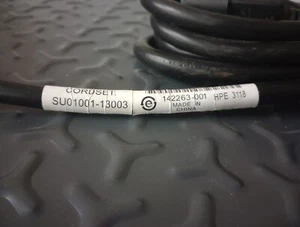 CORDSET,
SU01001-13003
142263-001 HPE 3118
MADE IN
CHINA